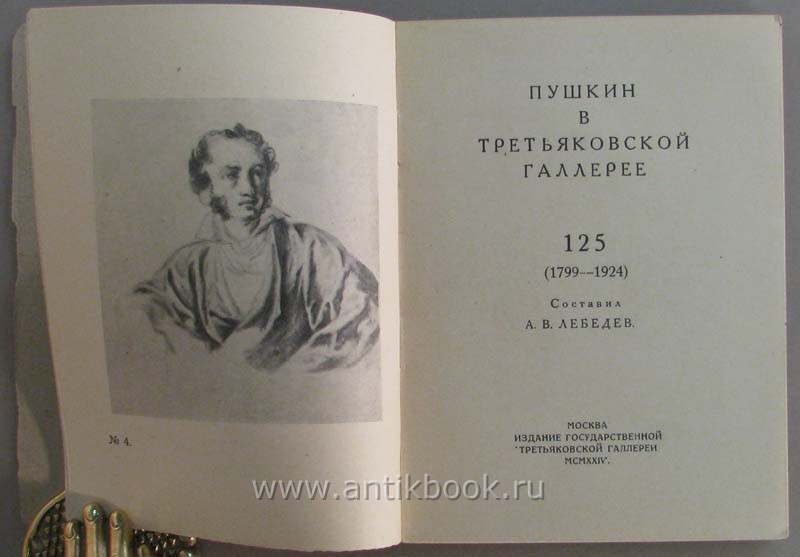 № 4.
ПУШКИН
В
ТРЕТЬЯКОВСКОЙ
ГАЛЛЕРЕЕ
125
(1799—1924)
Составил
А. В. ЛЕБЕДЕВ.
МОСКВА
ИЗДАНИЕ ГОСУДАРСТВЕННОЙ
ТРЕТЬЯКОВСКОЙ ГАЛЛЕРЕИ
MCMXXIV.
www.antikbook.ru